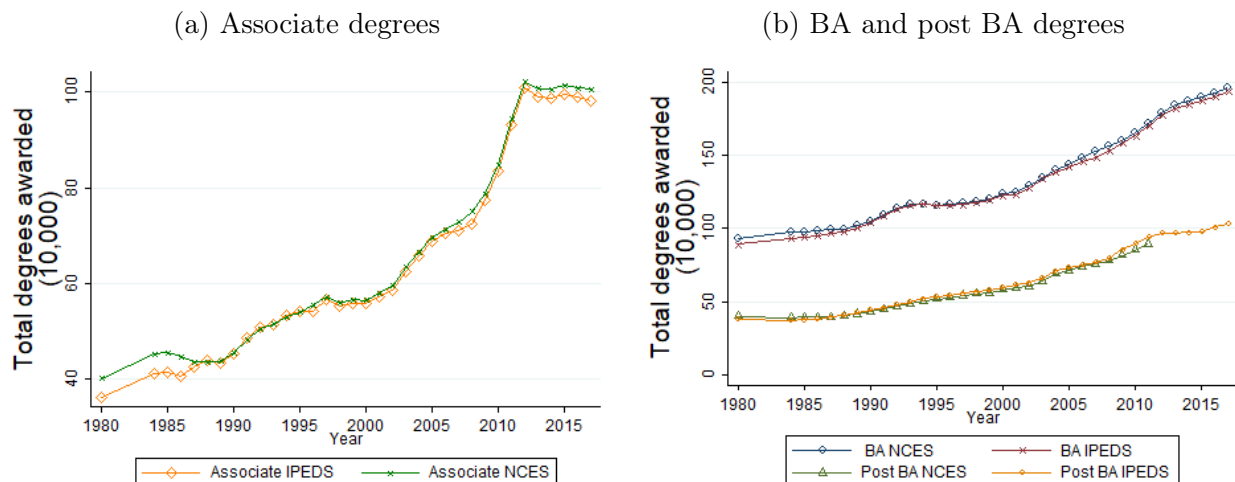 (a) Associate degrees
Total degrees awarded
(10,000)
100
80
60
40
1980 1985 1990 1995 2000 2005 2010 2015
Year
Associate IPEDS Associate NCES
(b) BA and post BA degrees
Total degrees awarded
(10,000)
200
150
100
50
0
1980 1985 1990 1995 2000 2005 2010 2015
Year
BA NCES BA IPEDS
Post BA NCES Post BA IPEDS